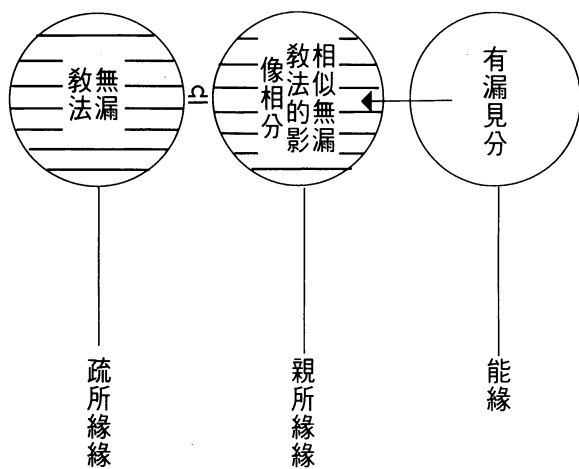 有漏見分
相似無漏
教法的影
像相分
≏
無漏
教法
能緣
親所緣緣
疏所緣緣